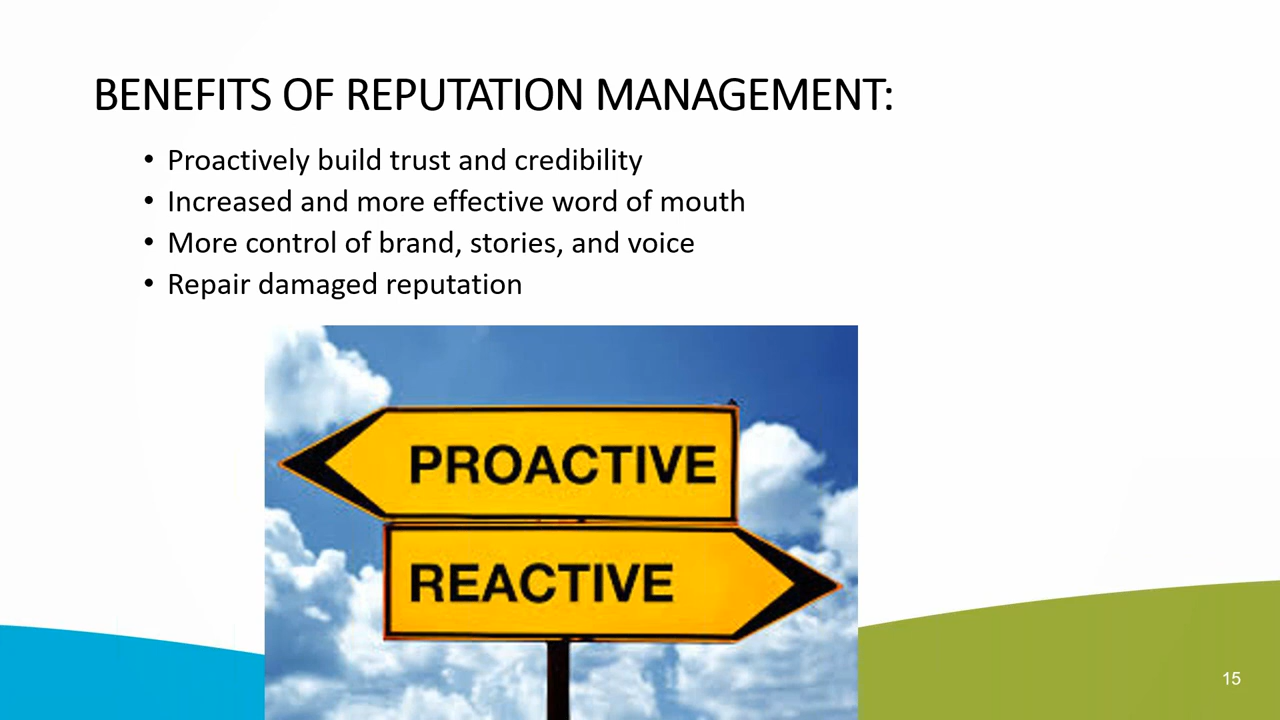 BENEFITS OF REPUTATION MANAGEMENT:
• Proactively build trust and credibility
• Increased and more effective word of mouth
• More control of brand, stories, and voice
• Repair damaged reputation
PROACTIVE
REACTIVE
15